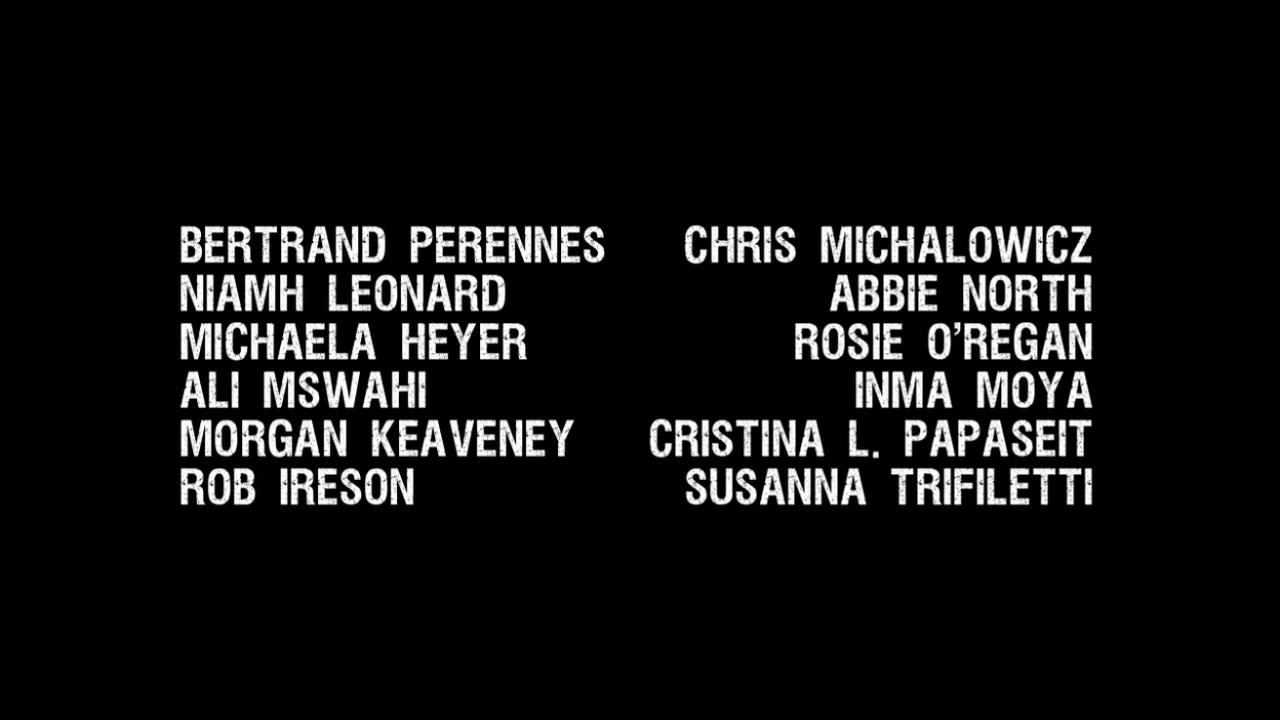 BERTRAND PERENNES CHRIS MICHALOWICZ
NIAMH LEONARD ABBIE NORTH
MICHAELA HEYER ROSIE O’REGAN
ALI MSWAHI INMA MOYA
MORGAN KEAVENEY CRISTINA L. PAPASEIT
ROB IRESON SUSANNA TRIFILETTI